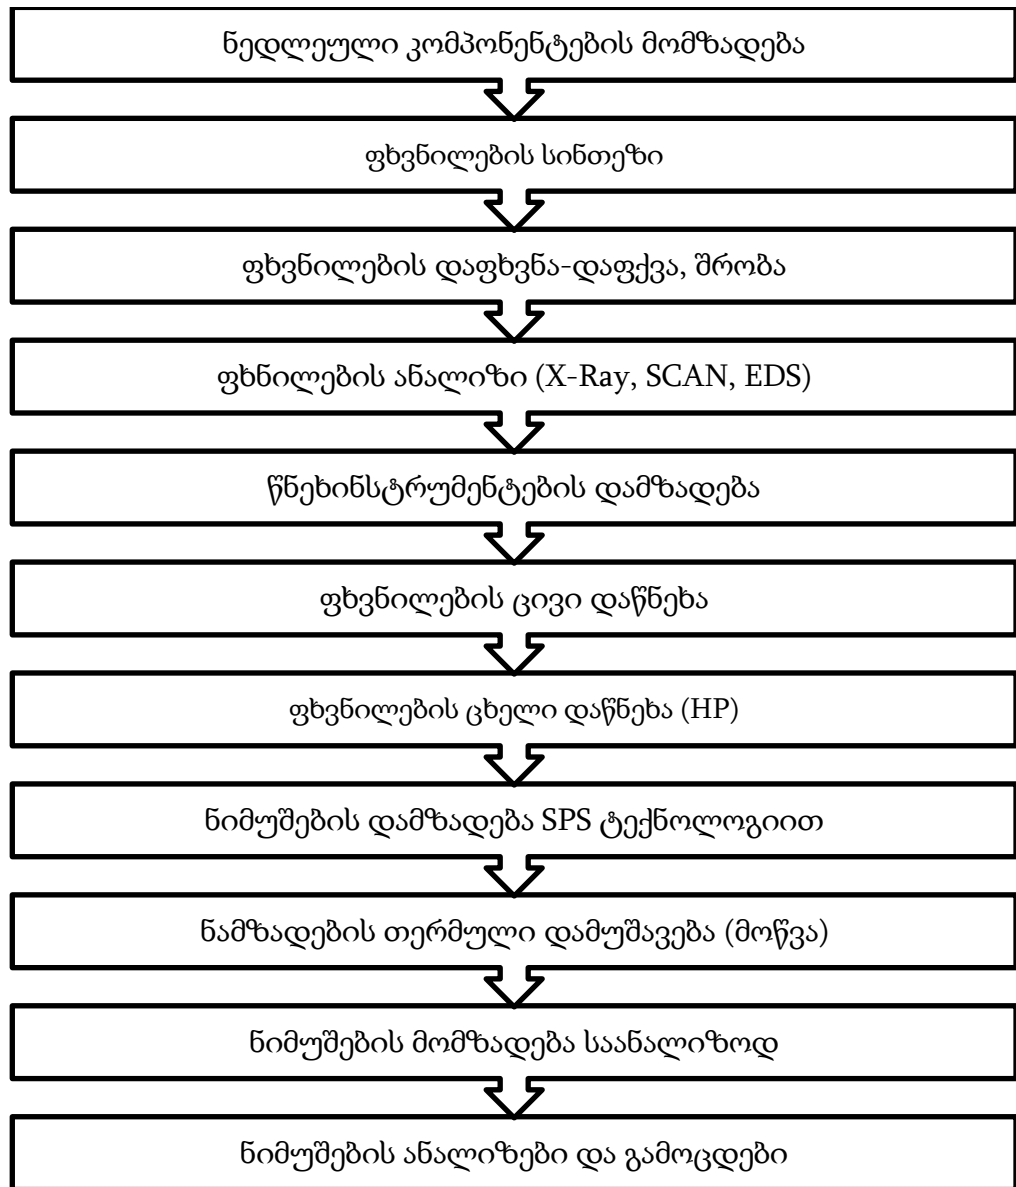 ნედლეული კომპონენტების მომზადება
ფხვნილების სინთეზი
ფხვნილების დაფხვნა-დაფქვა, შრობა
ფხნილების ანალიზი (X-Ray, SCAN, EDS)
წნეხინსტრუმენტების დამზადება
ფხვნილების ცივი დაწნეხა
ფხვნილების ცხელი დაწნეხა (HP)
ნიმუშების დამზადება SPS ტექნოლოგიით
ნამზადების თერმული დამუშავება (მოწვა)
ნიმუშების მომზადება საანალიზოდ
ნიმუშების ანალიზები და გამოცდები